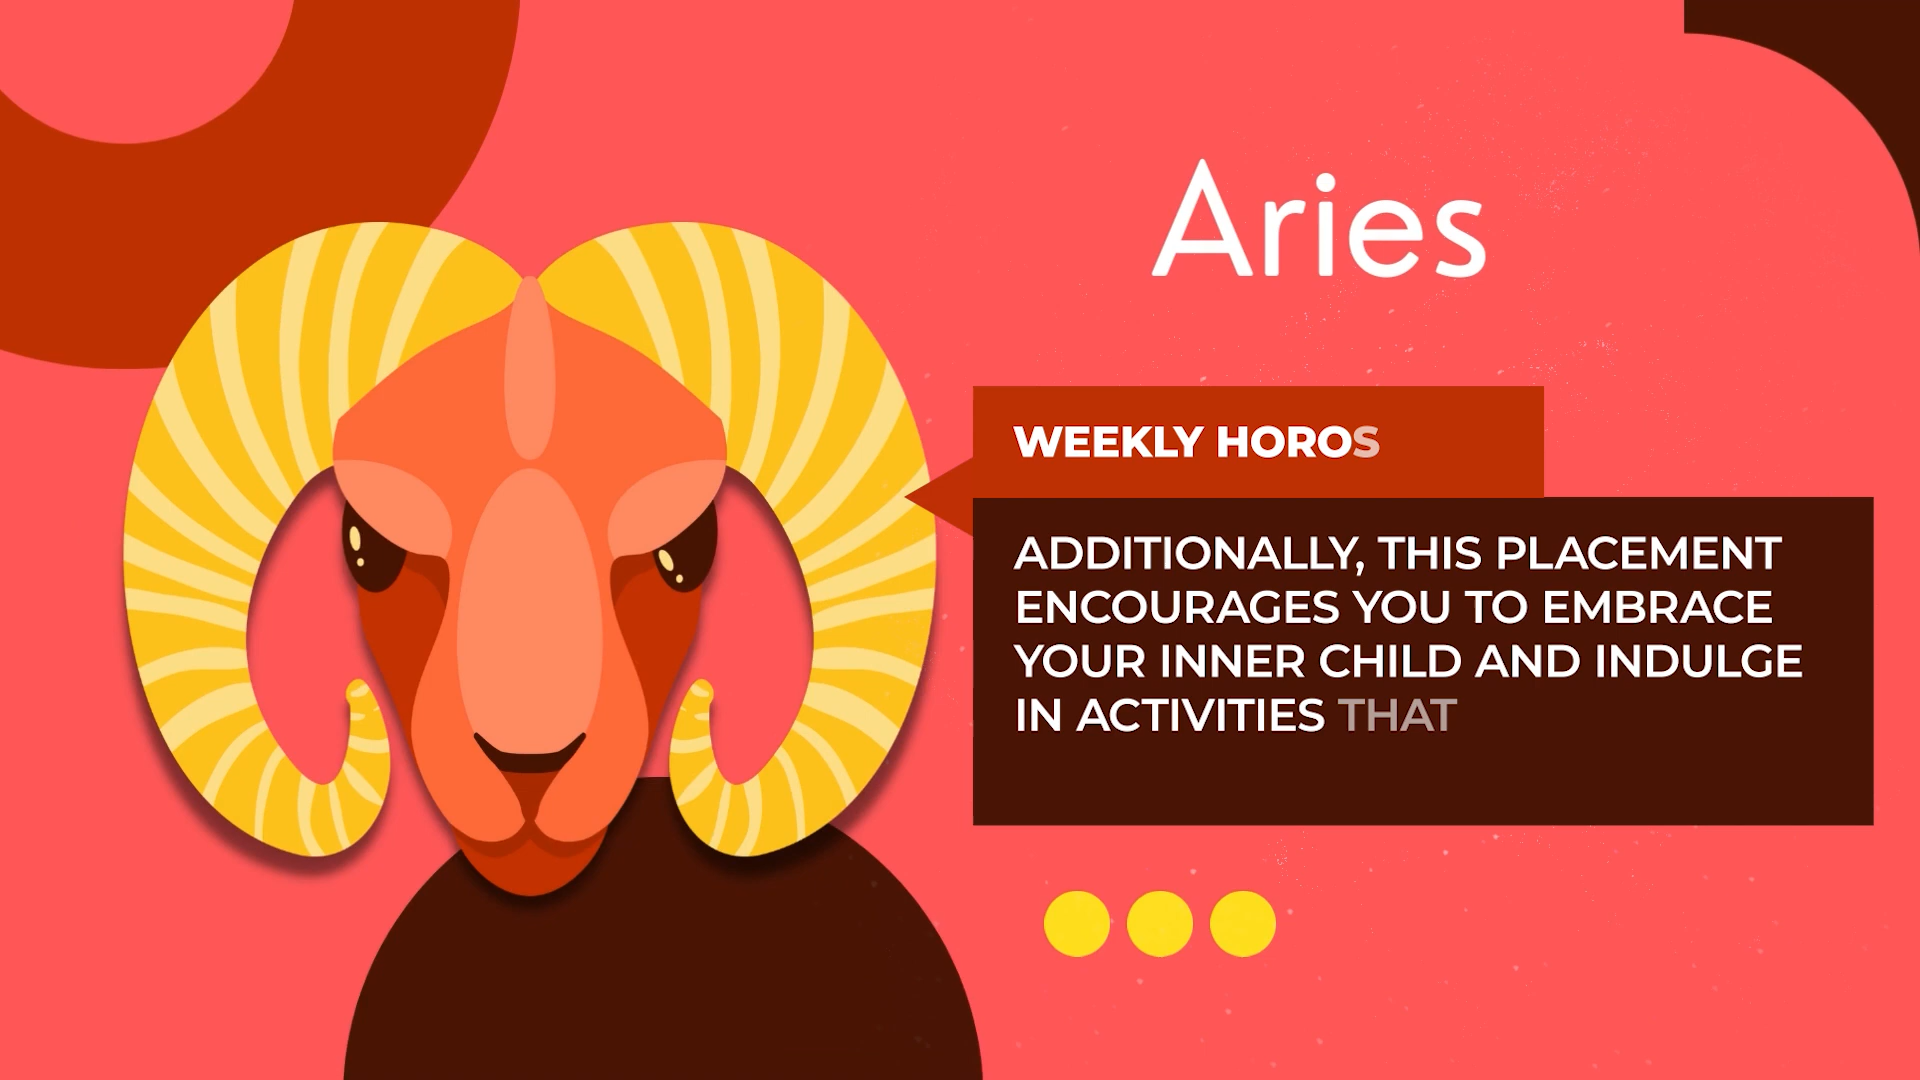 Aries
WEEKLY HOROS
ADDITIONALLY, THIS PLACEMENT
ENCOURAGES YOU TO EMBRACE
YOUR INNER CHILD AND INDULGE
IN ACTIVITIES THAT